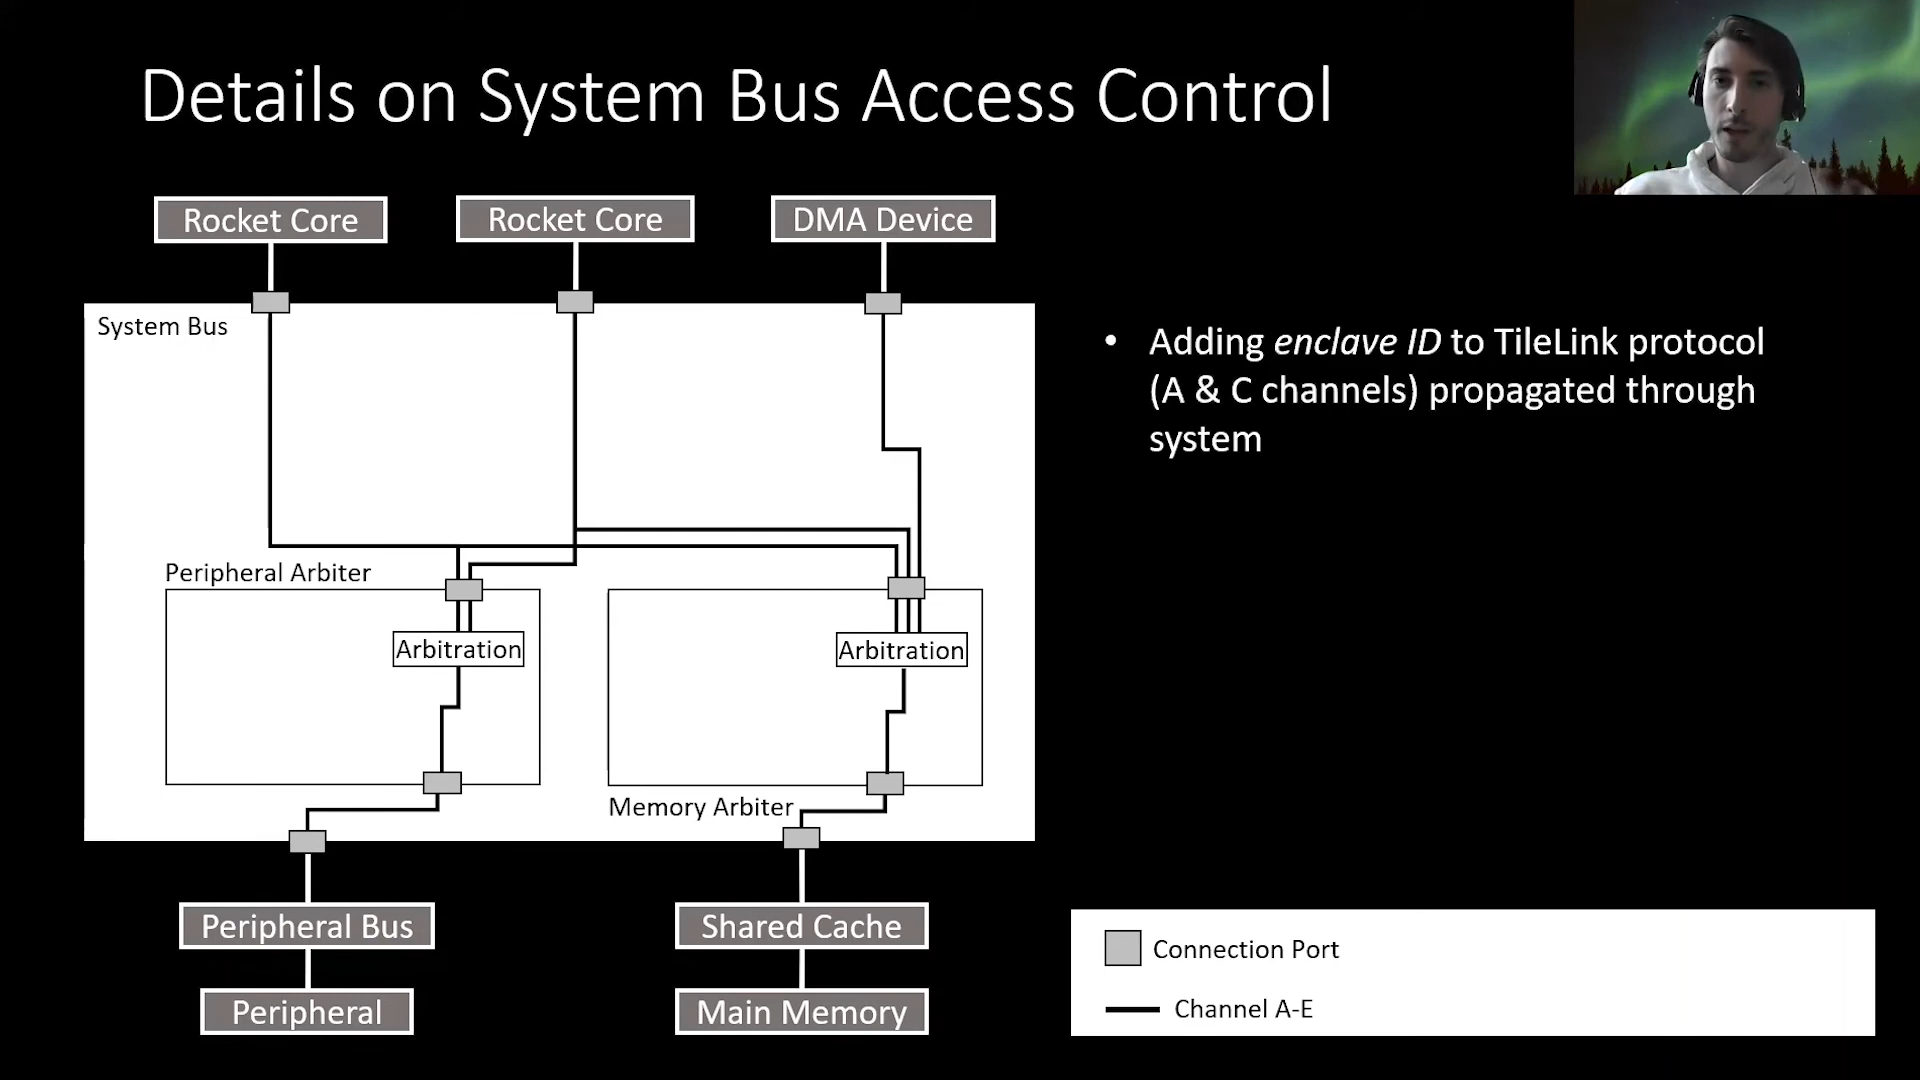 Details on System Bus Access Control
Rocket Core
Rocket Core
DMA Device
System Bus
Peripheral Arbiter
Arbitration
Arbitration
Memory Arbiter
Peripheral Bus
Shared Cache
Peripheral
Main Memory
• Adding enclave ID to TileLink protocol
(A & C channels) propagated through
system
Connection Port
Channel A-E